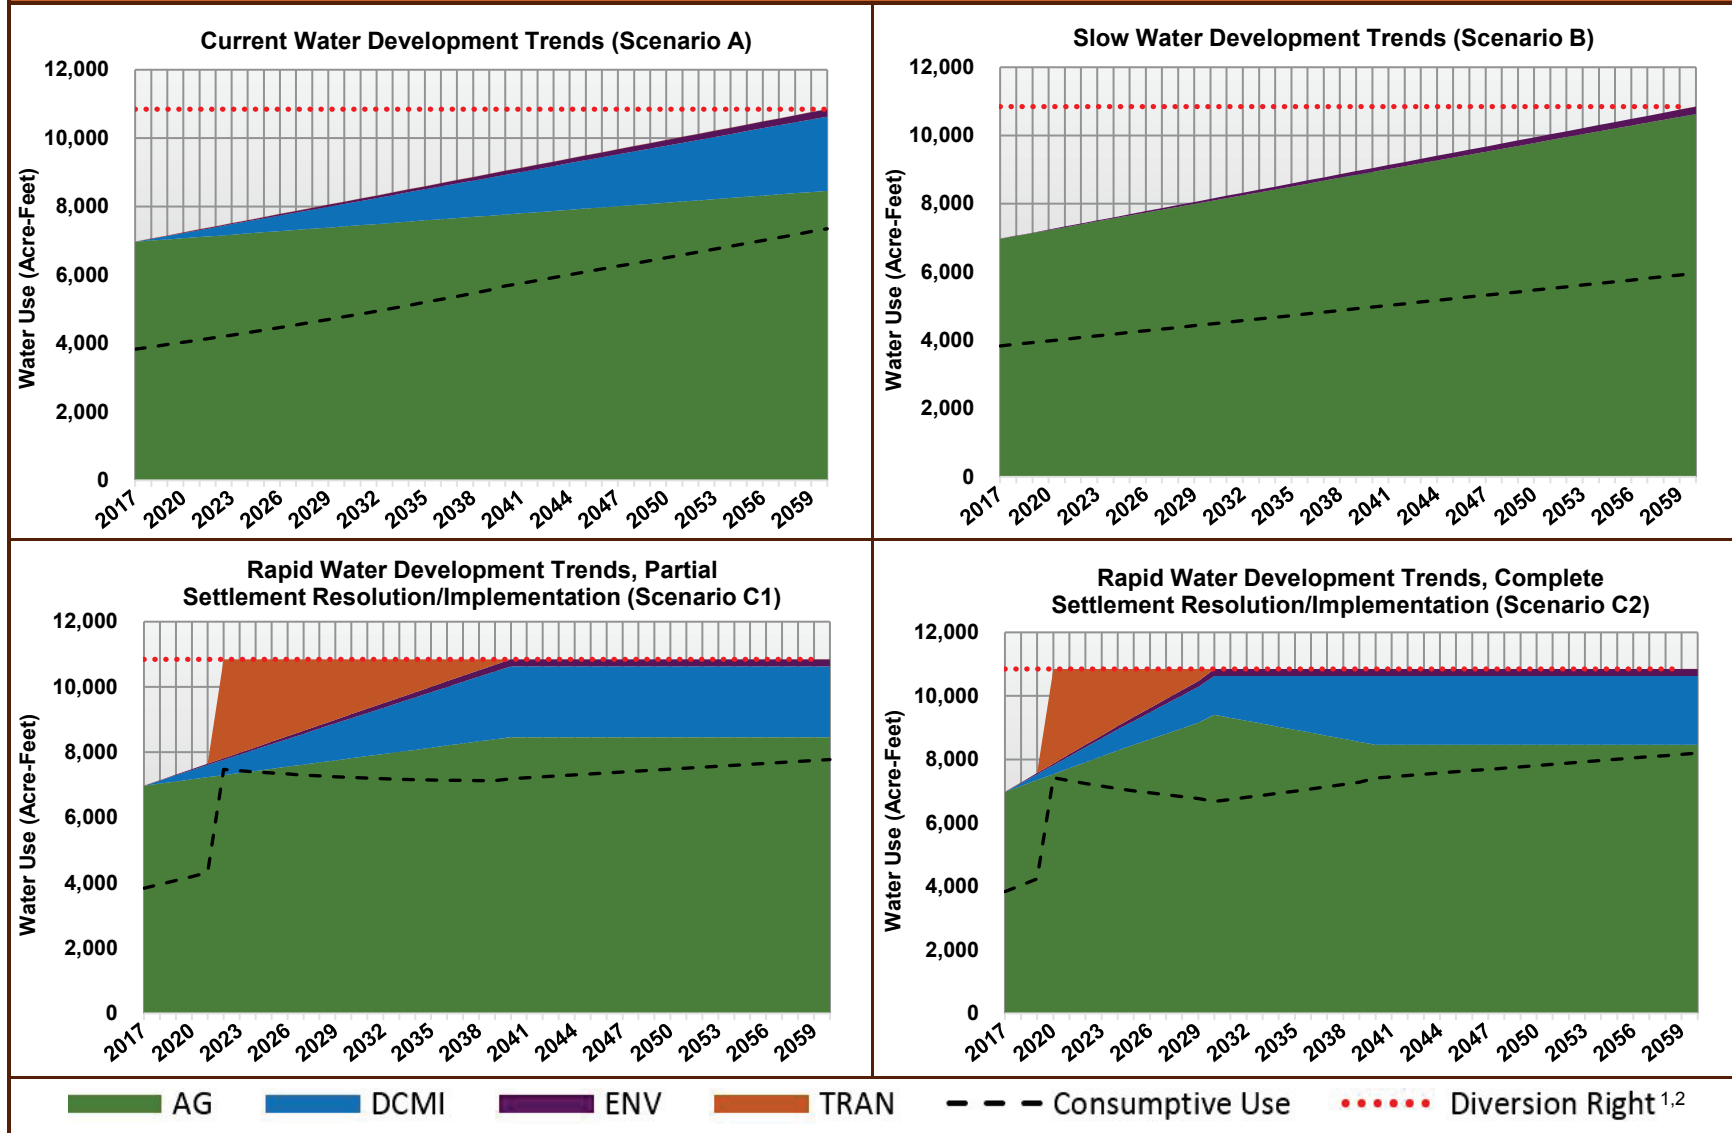 Current Water Development Trends (Scenario A)
12,000
10,000
8,000
6,000
4,000
2,000
0
Water Use (Acre-Feet)
2017 2020 2023 2026 2029 2032 2035 2038 2041 2044 2047 2050 2053 2056 2059
Slow Water Development Trends (Scenario B)
12,000
10,000
8,000
6,000
4,000
2,000
0
Water Use (Acre-Feet)
2017 2020 2023 2026 2029 2032 2035 2038 2041 2044 2047 2050 2053 2056 2059
Rapid Water Development Trends, Partial
Settlement Resolution/Implementation (Scenario C1)
12,000
10,000
8,000
6,000
4,000
2,000
0
Water Use (Acre-Feet)
2017 2020 2023 2026 2029 2032 2035 2038 2041 2044 2047 2050 2053 2056 2059
Rapid Water Development Trends, Complete
Settlement Resolution/Implementation (Scenario C2)
12,000
10,000
8,000
6,000
4,000
2,000
0
Water Use (Acre-Feet)
2017 2020 2023 2026 2029 2032 2035 2038 2041 2044 2047 2050 2053 2056 2059
AG DCMI ENV TRAN Consumptive Use Diversion Right 1,2